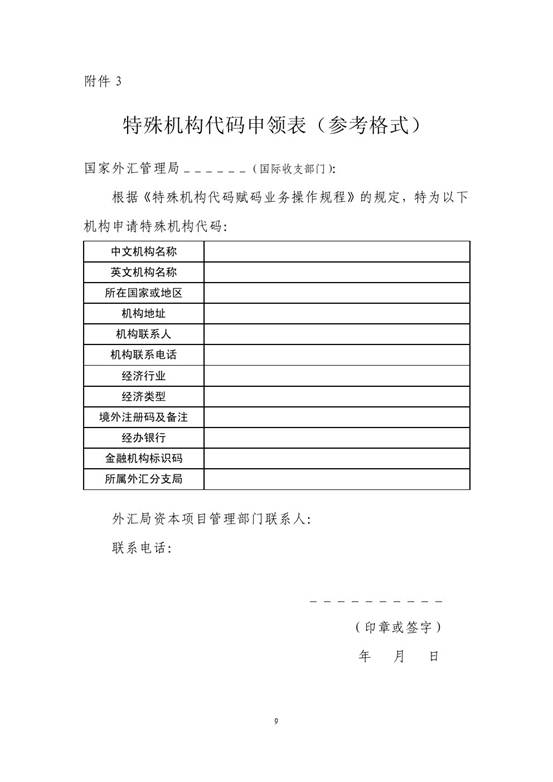 附件 3
特殊机构代码申领表（参考格式）
国家外汇管理局______（国际收支部门）：
根据《特殊机构代码赋码业务操作规程》的规定，特为以下
机构申请特殊机构代码：
中文机构名称
英文机构名称
所在国家或地区
机构地址
机构联系人
机构联系电话
经济行业
经济类型
境外注册码及备注
经办银行
金融机构标识码
所属外汇分支局
外汇局资本项目管理部门联系人：
联系电话：
__________
（印章或签字）
年 月 日
9